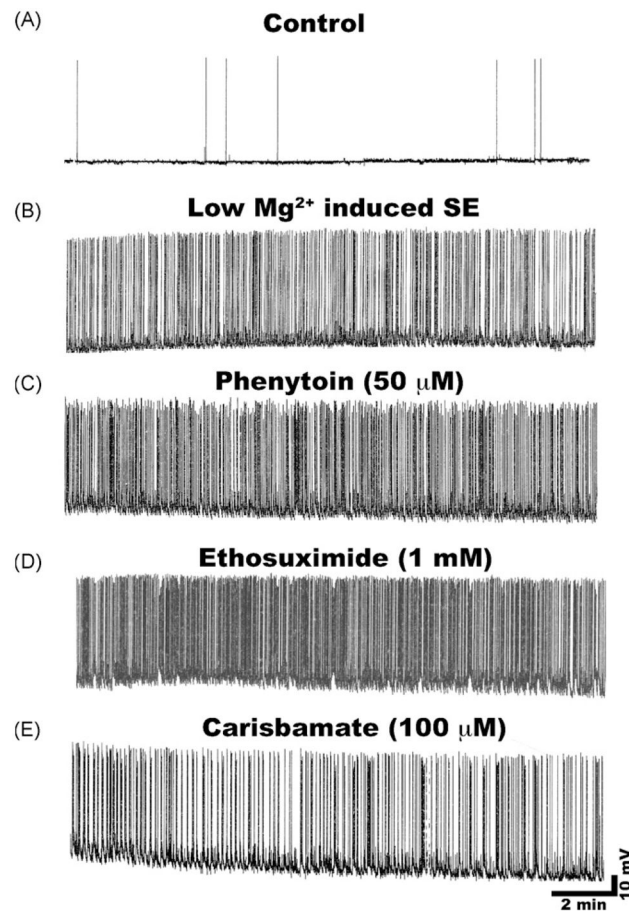 (A)
Control
(B)
Low Mg²⁺ induced SE
(C)
Phenytoin (50 μM)
(D)
Ethosuximide (1 mM)
(E)
Carisbamate (100 μM)
10 mV
2 min